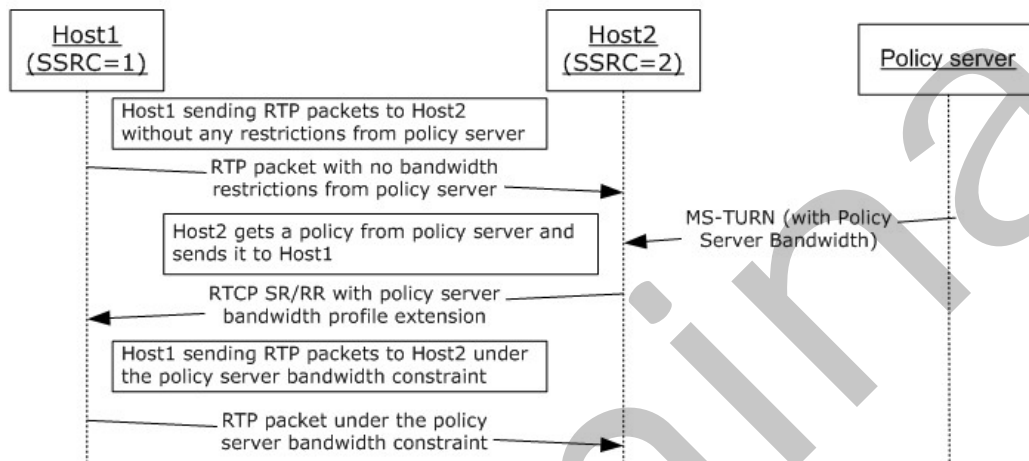 Host1
(SSRC=1)
Host2
(SSRC=2)
Policy server
Host1 sending RTP packets to Host2
without any restrictions from policy server
RTP packet with no bandwidth
restrictions from policy server
MS-TURN (with Policy
Server Bandwidth)
Host2 gets a policy from policy server and
sends it to Host1
RTCP SR/RR with policy server
bandwidth profile extension
Host1 sending RTP packets to Host2 under
the policy server bandwidth constraint
RTP packet under the policy
server bandwidth constraint